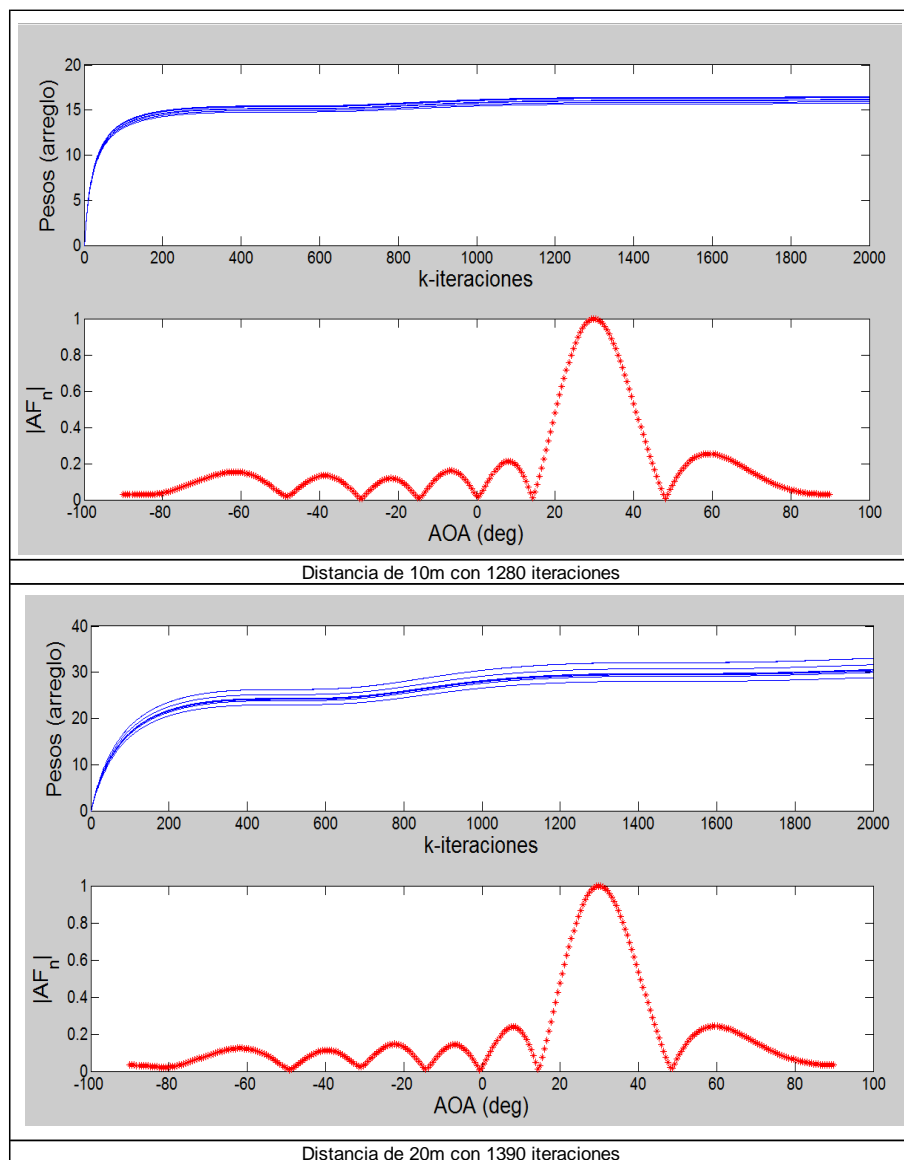 20
15
10
5
0
Pesos (arreglo)
0 200 400 600 800 1000 1200 1400 1600 1800 2000
k-iteraciones
1
0.8
0.6
0.4
0.2
0
|AFn|
-100 -80 -60 -40 -20 0 20 40 60 80 100
AOA (deg)
Distancia de 10m con 1280 iteraciones
40
30
20
10
0
Pesos (arreglo)
0 200 400 600 800 1000 1200 1400 1600 1800 2000
k-iteraciones
1
0.8
0.6
0.4
0.2
0
|AFn|
-100 -80 -60 -40 -20 0 20 40 60 80 100
AOA (deg)
Distancia de 20m con 1390 iteraciones